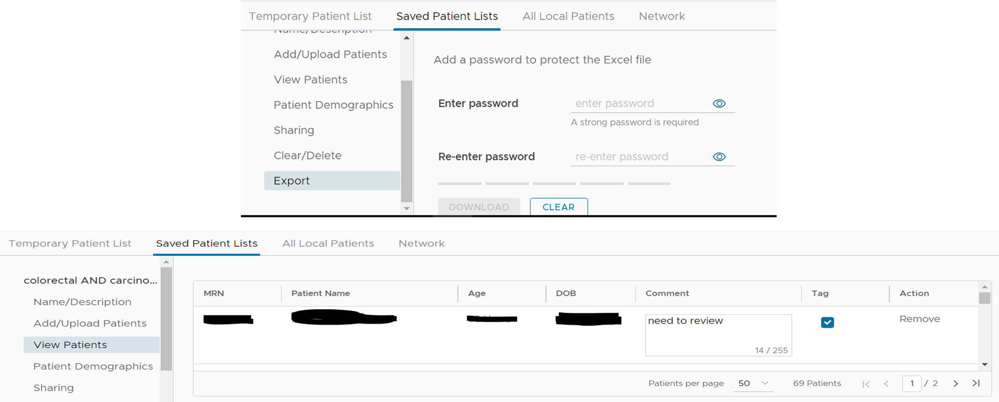 Temporary Patient List Saved Patient Lists All Local Patients Network
Name/Description
Add/Upload Patients
View Patients
Patient Demographics
Sharing
Clear/Delete
Export
Add a password to protect the Excel file
Enter password enter password
A strong password is required
Re-enter password re-enter password
DOWNLOAD CLEAR
Temporary Patient List Saved Patient Lists All Local Patients Network
colorectal AND carcino...
Name/Description
Add/Upload Patients
View Patients
Patient Demographics
Sharing
MRN Patient Name Age DOB Comment Tag Action
need to review Remove
14 / 255
Patients per page 50 69 Patients 1 / 2